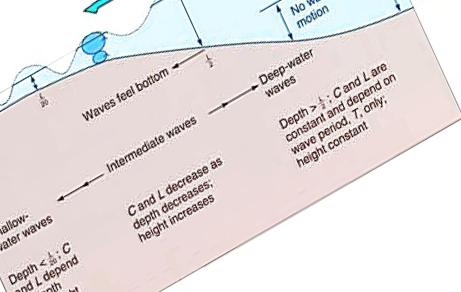 No
motion
L/2
L/20
Waves feel bottom
Deep-water
waves
Intermediate waves
Depth > L/2; C and L are
constant and depend on
wave period, T, only;
height constant
C and L decrease as
depth decreases;
height increases
water waves
Depth < L/20; C
and L depend